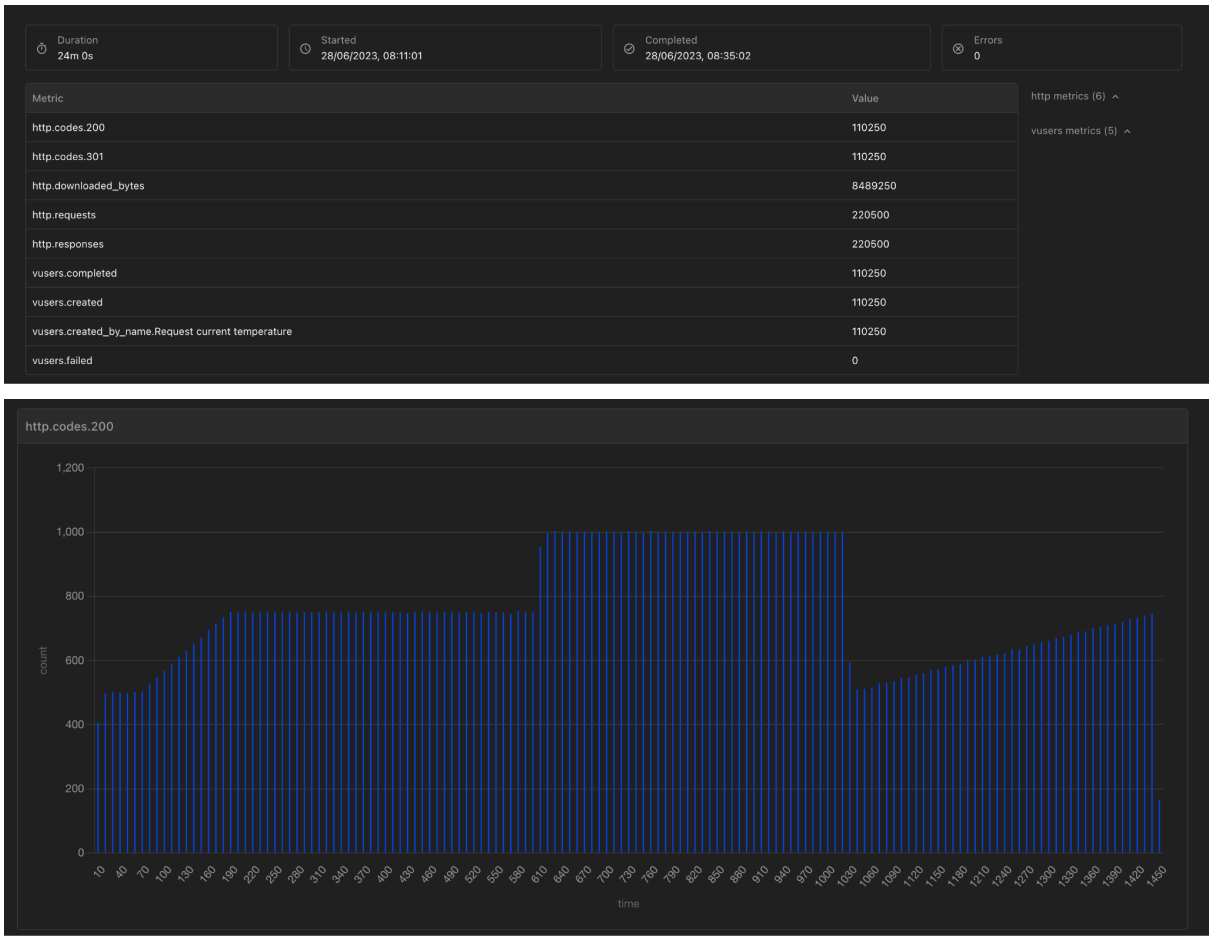 Duration
24m 0s
Started
28/06/2023, 08:11:01
Completed
28/06/2023, 08:35:02
Errors
0
Metric Value
http.codes.200 110250
http.codes.301 110250
http.downloaded_bytes 8489250
http.requests 220500
http.responses 220500
vusers.completed 110250
vusers.created 110250
vusers.created_by_name.Request current temperature 110250
vusers.failed 0
http metrics (6)
vusers metrics (5)
http.codes.200
1,200
1,000
800
600
400
200
0
count
10 40 70 100 130 160 190 220 250 280 310 340 370 400 430 460 490 520 550 580 610 640 670 700 730 760 790 820 850 880 910 940 970 1000 1030 1060 1090 1120 1150 1180 1210 1240 1270 1300 1330 1360 1390 1420 1450
time